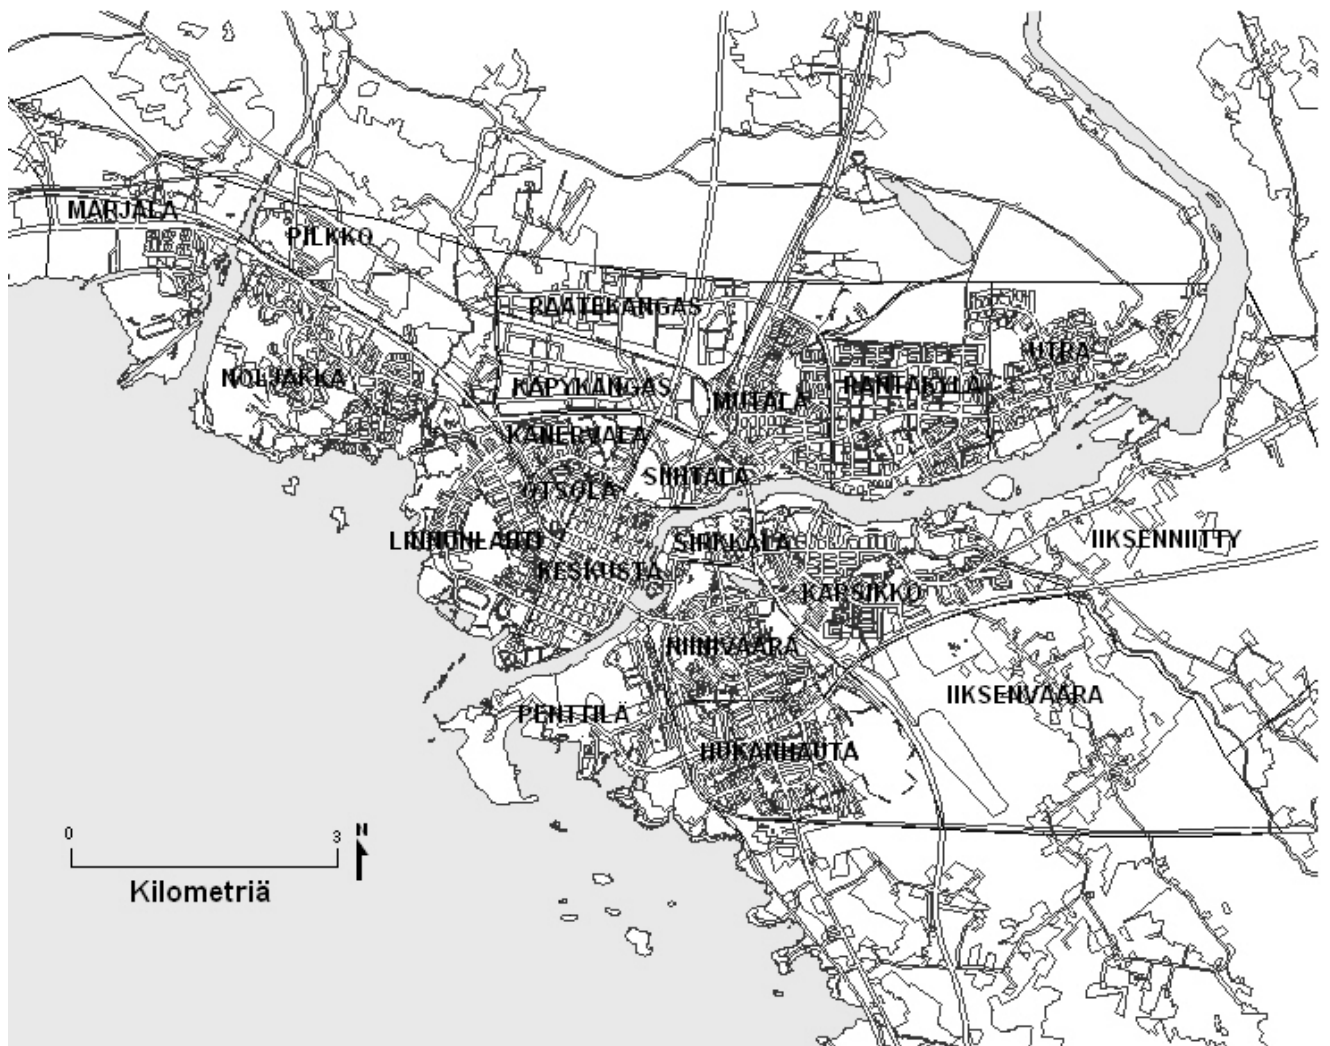 MARJALA
PILKKO
RAATEKANGAS
UTRA
NOLJAKKA
KÄPYKANGAS
MUTALA
RANTAKYLÄ
KANERVALA
SIIHTALA
OTSOLA
LINNUNLAHTI
SIRKKALA
IIKSENNIITTY
KESKUSTA
KARSIKKO
NIINIVAARA
IIKSENVAARA
PENTTILÄ
HUKANHAUTA
0 3 N
Kilometriä